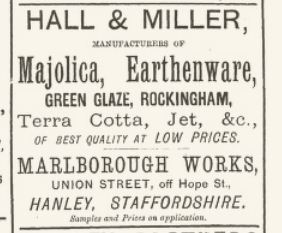 HALL & MILLER,
MANUFACTURERS OF
Majolica, Earthenware,
GREEN GLAZE, ROCKINGHAM,
Terra Cotta, Jet, &c.,
OF BEST QUALITY AT LOW PRICES.
MARLBOROUGH WORKS,
UNION STREET, off Hope St.,
HANLEY, STAFFORDSHIRE.
Samples and Prices on application.